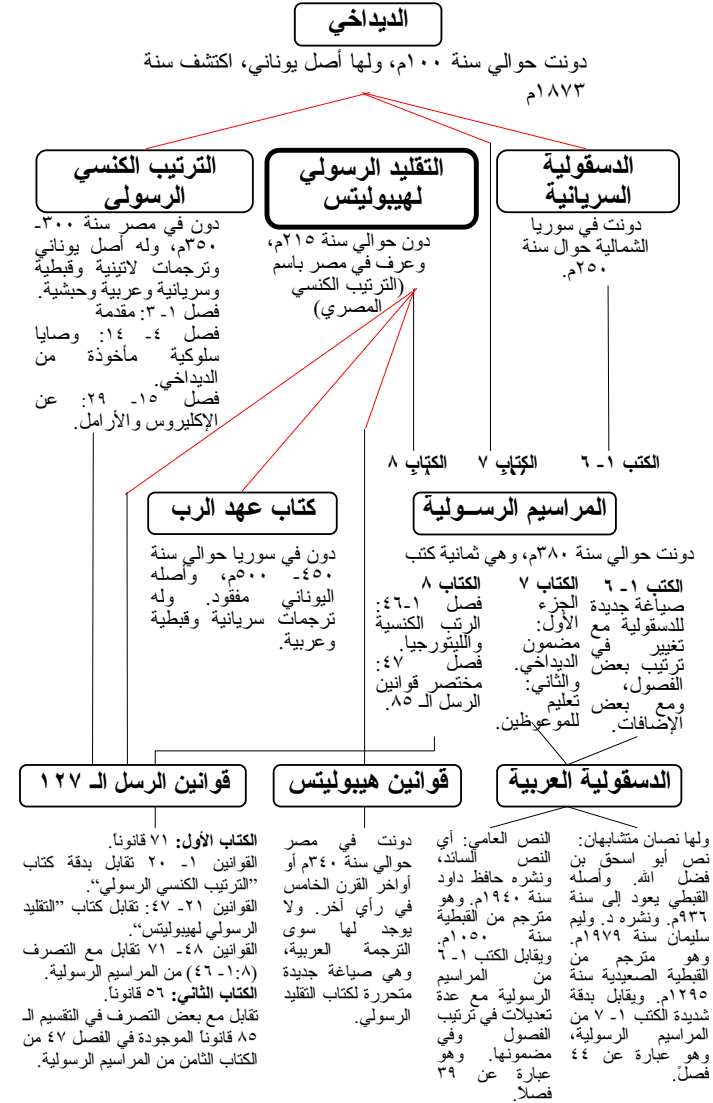 الديداخي
دونت حوالي سنة ١٠٠م، ولها أصل يوناني، اكتشف سنة
١٨٧٣م
الدسقولية
السريانية
دونت في سوريا
الشمالية حوال سنة
٢٥٠م.
التقليد الرسولي
لهيبوليتس
دون حوالي سنة ٢١٥م،
وعرف في مصر باسم
(الترتيب الكنسي
المصري)
الترتيب الكنسي
الرسولي
دون في مصر سنة ٣٠٠-
٣٥٠م، وله أصل يوناني
وترجمات لاتينية وقبطية
وسريانية وعربية وحبشية.
فصل ١- ٣: مقدمة
فصل ٤- ١٤: وصايا
سلوكية مأخوذة من
الديداخي.
فصل ١٥- ٢٩: عن
الإكليروس والأرامل.
الكتب ١- ٦
الكتاب ٧
الكتاب ٨
المراسيم الرســولية
دونت حوالي سنة ٣٨٠م، وهي ثمانية كتب
الكتب ١- ٦
صياغة جديدة
للدسقولية مع
تغيير في
ترتيب بعض
الفصول،
ومع بعض
الإضافات.
الكتاب ٧
الجزء
الأول:
مضمون
الديداخي.
والثاني:
تعليم
للموعوظين.
الكتاب ٨
فصل ١-٤٦:
الرتب الكنسية
والليتورجيا.
فصل ٤٧:
مختصر قوانين
الرسل الـ ٨٥.
كتاب عهد الرب
دون في سوريا حوالي سنة
٤٥٠- ٥٠٠م، وأصله
اليوناني مفقود. وله
ترجمات سريانية وقبطية
وعربية.
الدسقولية العربية
ولها نصان متشابهان:
نص أبو اسحق بن
فضل الله. وأصله
القبطي يعود إلى سنة
٩٣٦م. ونشره د. وليم
سليمان سنة ١٩٧٩م.
وهو مترجم من
القبطية الصعيدية سنة
١٢٩٥م. ويقابل بدقة
شديدة الكتب ١- ٧ من
المراسيم الرسولية،
وهو عبارة عن ٤٤
فصلً.
النص العامي: أي
النص السائد،
ونشره حافظ داود
سنة ١٩٤٠م. وهو
مترجم من القبطية
سنة ١٠٥٠م.
ويقابل الكتب ١- ٦
من المراسيم
الرسولية مع عدة
تعديلات في ترتيب
الفصول وفي
مضمونها. وهو
عبارة عن ٣٩
فصلاً.
قوانين هيبوليتس
دونت في مصر
حوالي سنة ٣٤٠م أو
أواخر القرن الخامس
في رأي آخر. ولا
يوجد لها سوى
الترجمة العربية،
وهي صياغة جديدة
متحررة لكتاب التقليد
الرسولي.
قوانين الرسل الـ ١٢٧
الكتاب الأول: ٧١ قانوناً.
القوانين ١- ٢٠ تقابل بدقة كتاب
”الترتيب الكنسي الرسولي“.
القوانين ٢١- ٤٧: تقابل كتاب ”التقليد
الرسولي لهيبوليتس“.
القوانين ٤٨- ٧١ تقابل مع التصرف
(١:٨- ٤٦) من المراسيم الرسولية.
الكتاب الثاني: ٥٦ قانوناً.
تقابل مع بعض التصرف في التقسيم الـ
٨٥ قانوناً الموجودة في الفصل ٤٧ من
الكتاب الثامن من المراسيم الرسولية.